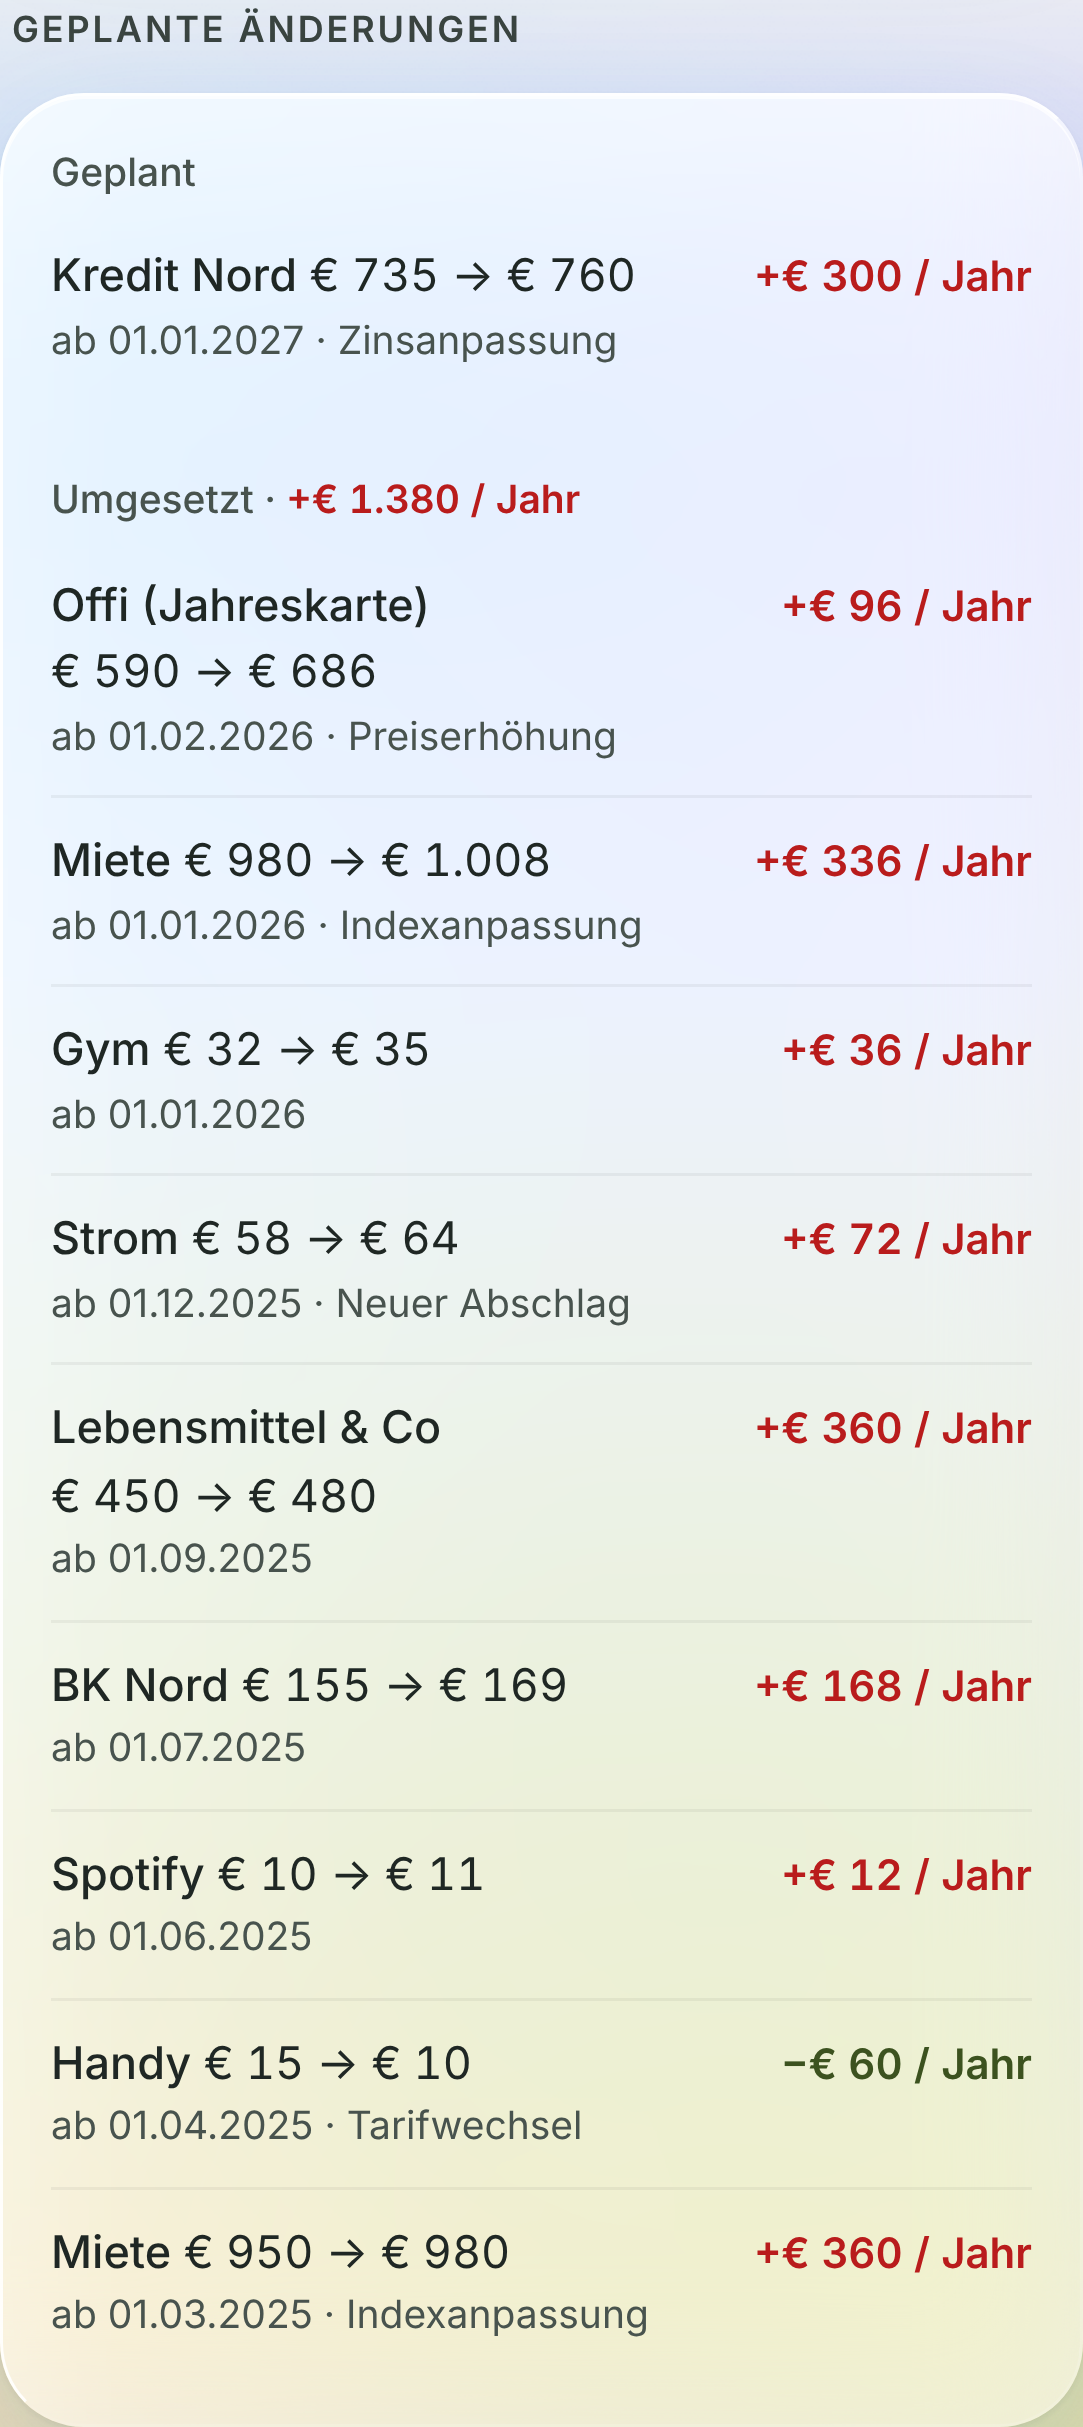 GEPLANTE ÄNDERUNGEN
Geplant
Kredit Nord € 735 → € 760 +€ 300 / Jahr
ab 01.01.2027 · Zinsanpassung
Umgesetzt · +€ 1.380 / Jahr
Offi (Jahreskarte) +€ 96 / Jahr
€ 590 → € 686
ab 01.02.2026 · Preiserhöhung
Miete € 980 → € 1.008 +€ 336 / Jahr
ab 01.01.2026 · Indexanpassung
Gym € 32 → € 35 +€ 36 / Jahr
ab 01.01.2026
Strom € 58 → € 64 +€ 72 / Jahr
ab 01.12.2025 · Neuer Abschlag
Lebensmittel & Co +€ 360 / Jahr
€ 450 → € 480
ab 01.09.2025
BK Nord € 155 → € 169 +€ 168 / Jahr
ab 01.07.2025
Spotify € 10 → € 11 +€ 12 / Jahr
ab 01.06.2025
Handy € 15 → € 10 −€ 60 / Jahr
ab 01.04.2025 · Tarifwechsel
Miete € 950 → € 980 +€ 360 / Jahr
ab 01.03.2025 · Indexanpassung